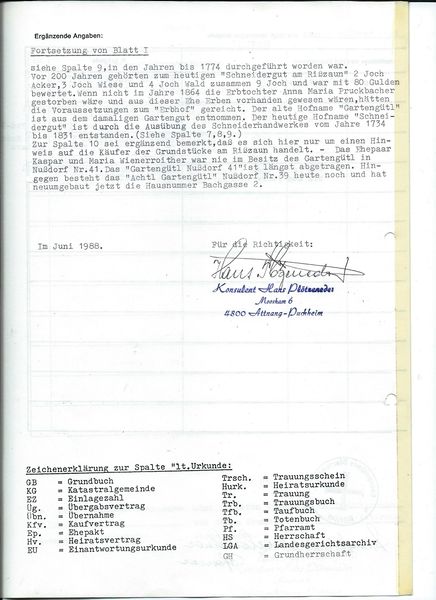 Ergänzende Angaben:
Fortsetzung von Blatt I
siehe Spalte 9,in den Jahren bis 1774 durchgeführt worden war.
Vor 200 Jahren gehörten zum heutigen "Schneidergut am Rißzaun" 2 Joch
Acker,3 Joch Wiese und 4 Joch Wald zusammen 9 Joch und war mit 80 Gulden
bewertet.Wenn nicht im Jahre 1864 die Erbtochter Anna Maria Fruckbacher
gestorben wäre und aus dieser Ehe Erben vorhanden gewesen wären,hätten
die Voraussetzungen zum "Erbhof" gereicht. Der alte Hofname "Gartengütl"
ist aus dem damaligen Gartengut entnommen. Der heutige Hofname "Schnei-
dergut" ist durch die Ausübung des Schneiderhandwerkes vom Jahre 1734
bis 1831 entstanden.(Siehe Spalte 7,8,9.)
Zur Spalte 10 sei ergänzend bemerkt,daß es sich hier nur um einen Hin-
weis auf die Käufer der Grundstücke am Rißzaun handelt. - Das Ehepaar
Kaspar und Maria Wienerroither war nie im Besitz des Gartengütl in
Nußdorf Nr.41.Das "Gartengütl Nußdorf 41"ist längst abgetragen. Hin-
gegen besteht das "Achtl Gartengütl" Nußdorf Nr.39 heute noch und hat
neuumgebaut jetzt die Hausnummer Bachgasse 2.
Im Juni 1988.
Für die Richtigkeit:
Konsulent Hans Plötzeneder
Moosham 6
4800 Attnang-Puchheim
Zeichenerklärung zur Spalte "lt.Urkunde:
GB = Grundbuch
KG = Katastralgemeinde
EZ = Einlagezahl
Üg. = Übergabsvertrag
Übn. = Übernahme
Kfv. = Kaufvertrag
Ep. = Ehepakt
Hv. = Heiratsvertrag
EU = Einantwortungsurkunde
Trsch. = Trauungsschein
Hurk. = Heiratsurkunde
Tr. = Trauung
Trb. = Trauungsbuch
Tfb. = Taufbuch
Tb. = Totenbuch
Pf. = Pfarramt
HS = Herrschaft
LGA = Landesgerichtsarchiv
GH = Grundherrschaft